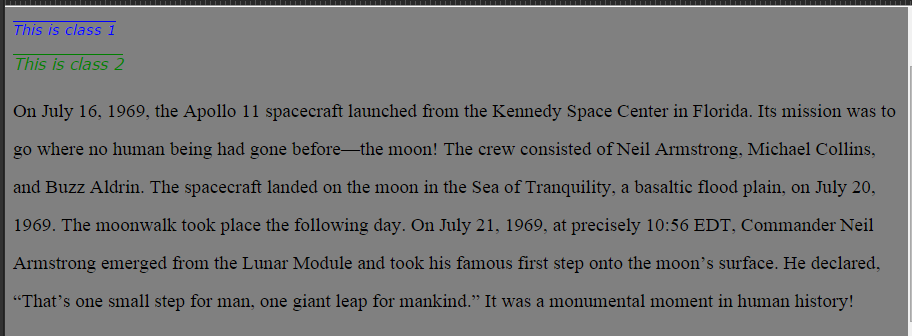 This is class 1
This is class 2
On July 16, 1969, the Apollo 11 spacecraft launched from the Kennedy Space Center in Florida. Its mission was to
go where no human being had gone before—the moon! The crew consisted of Neil Armstrong, Michael Collins,
and Buzz Aldrin. The spacecraft landed on the moon in the Sea of Tranquility, a basaltic flood plain, on July 20,
1969. The moonwalk took place the following day. On July 21, 1969, at precisely 10:56 EDT, Commander Neil
Armstrong emerged from the Lunar Module and took his famous first step onto the moon’s surface. He declared,
“That’s one small step for man, one giant leap for mankind.” It was a monumental moment in human history!